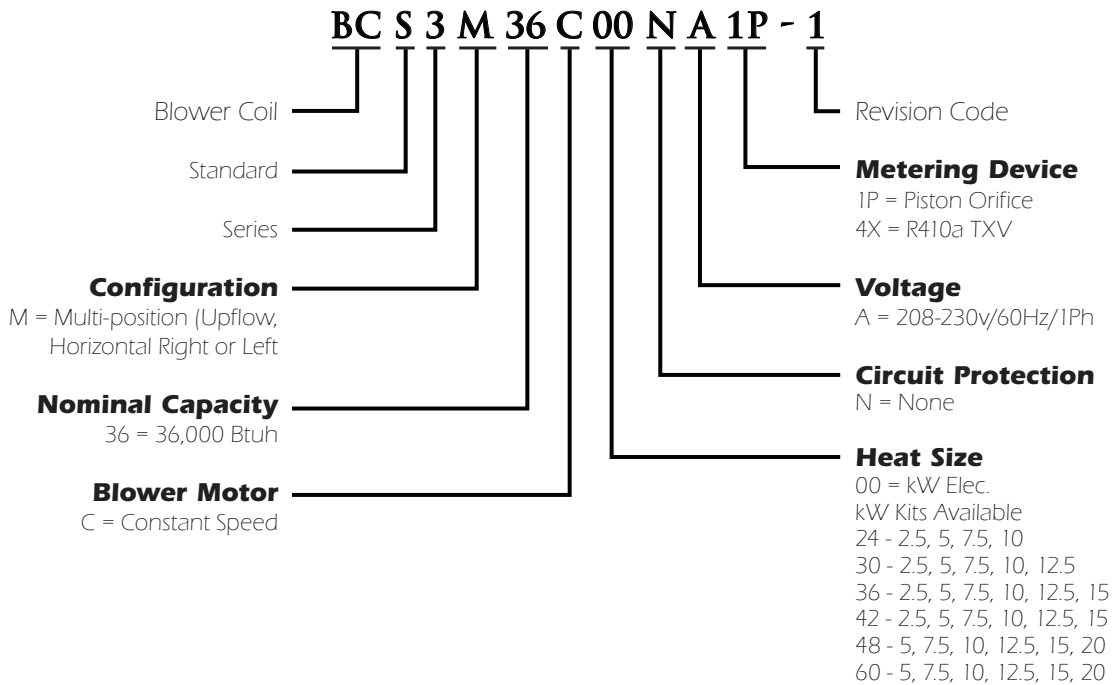 BC S 3 M 36 C 00 N A 1P - 1
Blower Coil
Standard
Series
Configuration
M = Multi-position (Upflow,
Horizontal Right or Left
Nominal Capacity
36 = 36,000 Btuh
Blower Motor
C = Constant Speed
Revision Code
Metering Device
1P = Piston Orifice
4X = R410a TXV
Voltage
A = 208-230v/60Hz/1Ph
Circuit Protection
N = None
Heat Size
00 = kW Elec.
kW Kits Available
24 - 2.5, 5, 7.5, 10
30 - 2.5, 5, 7.5, 10, 12.5
36 - 2.5, 5, 7.5, 10, 12.5, 15
42 - 2.5, 5, 7.5, 10, 12.5, 15
48 - 5, 7.5, 10, 12.5, 15, 20
60 - 5, 7.5, 10, 12.5, 15, 20